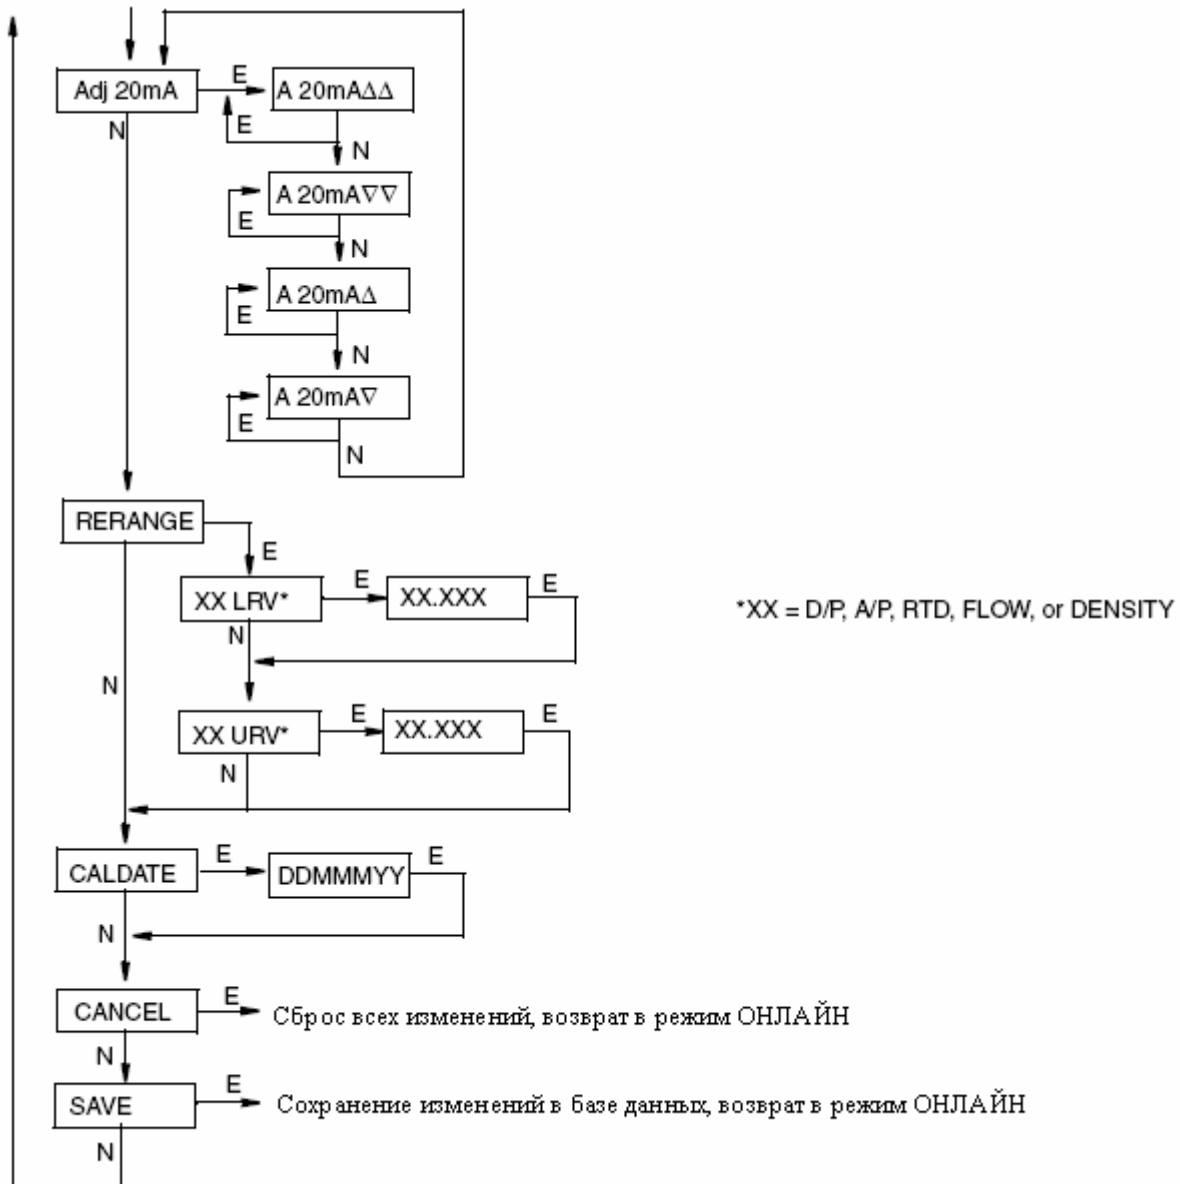 Adj 20mA
E
A 20mA∆∆
N
E
N
A 20mA∇∇
E
N
A 20mA∆
E
N
A 20mA∇
E
N
RERANGE
E
XX LRV*
E
XX.XXX
E
*XX = D/P, A/P, RTD, FLOW, or DENSITY
N
N
XX URV*
E
XX.XXX
E
N
CALDATE
E
DDMMMYY
E
N
CANCEL
E
Сброс всех изменений, возврат в режим ОНЛАЙН
N
SAVE
E
Сохранение изменений в базе данных, возврат в режим ОНЛАЙН
N